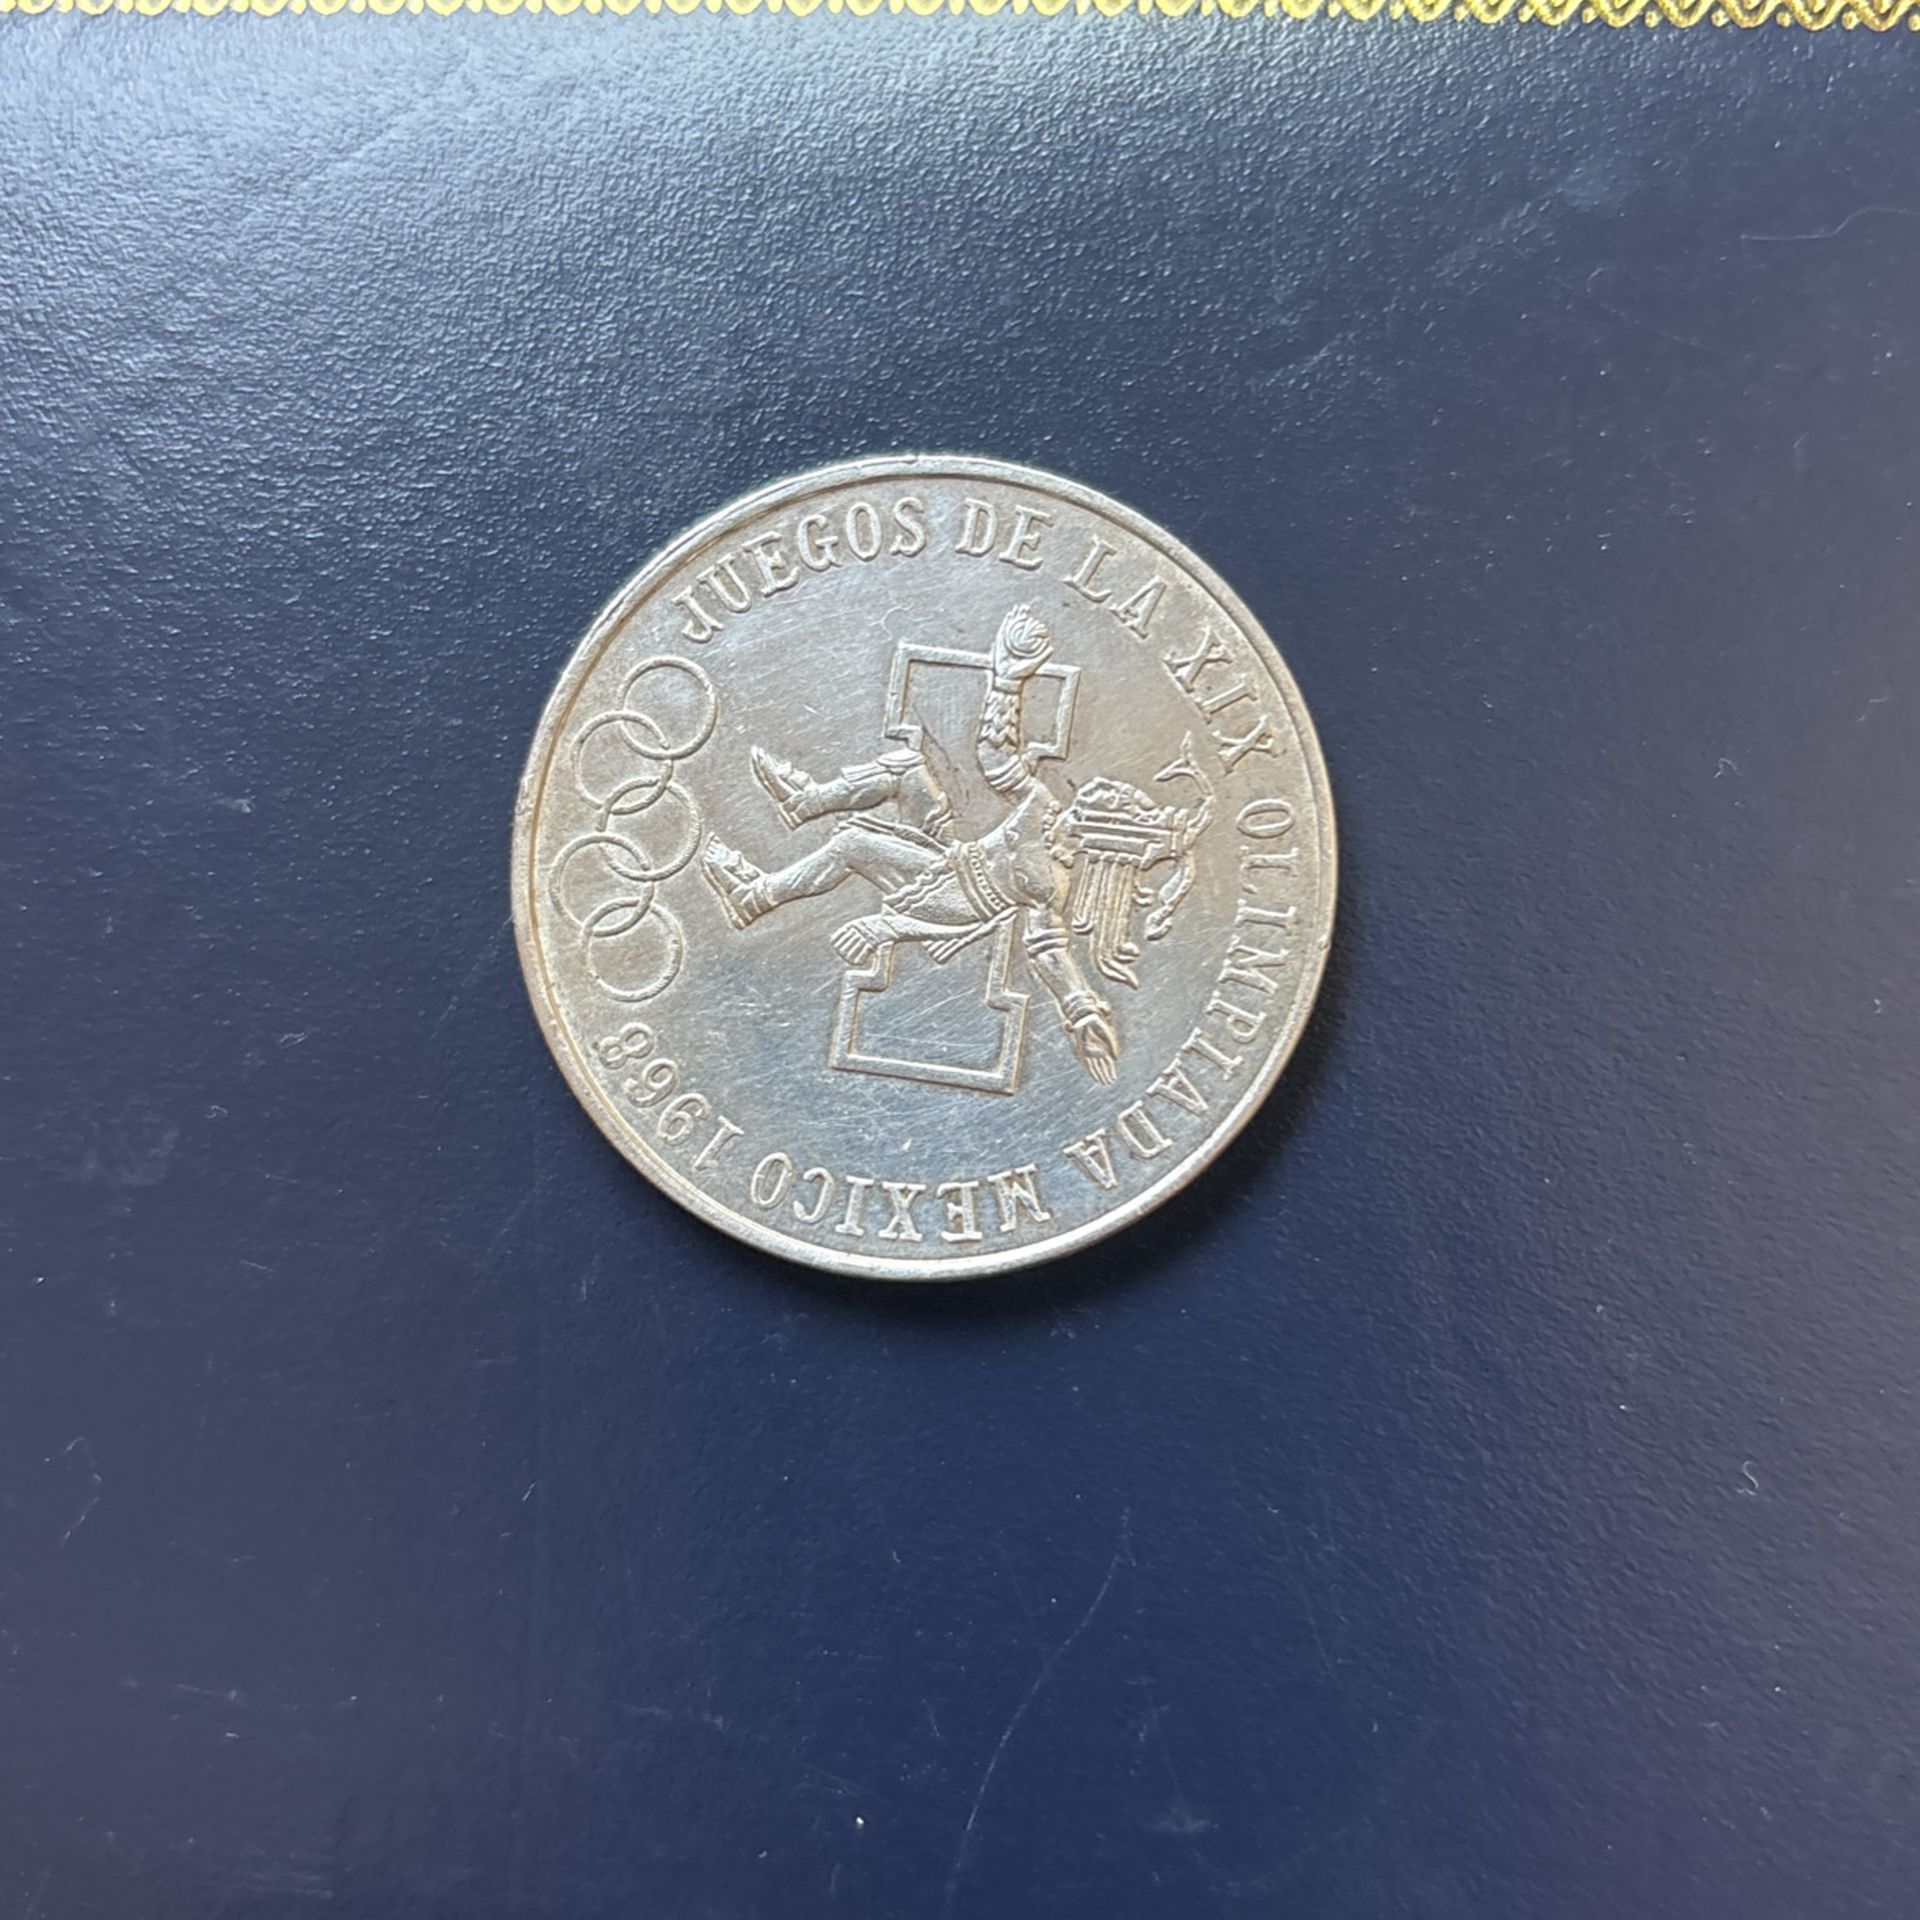 JUEGOS DE LA XIX OLIMPIADA MEXICO 1968